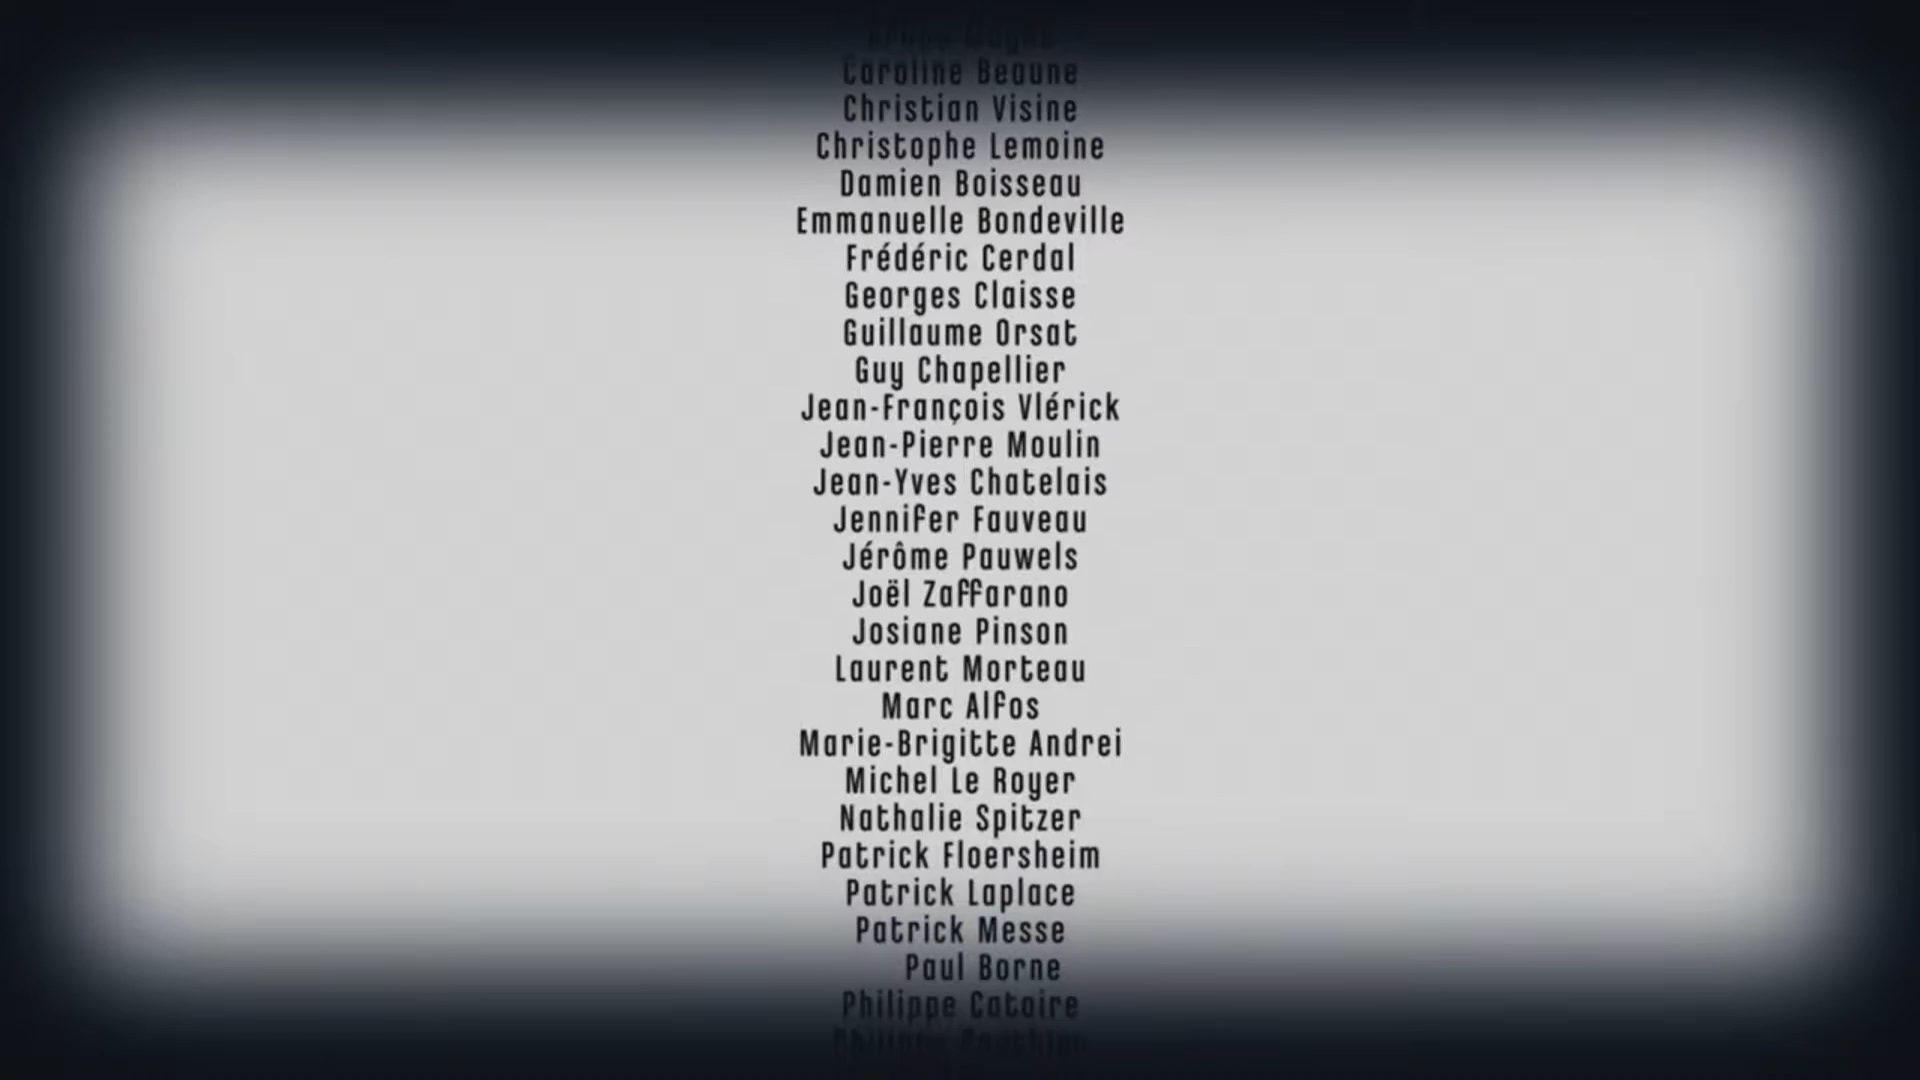 Caroline Beaune
Christian Visine
Christophe Lemoine
Damien Boisseau
Emmanuelle Bondeville
Frédéric Cerdal
Georges Claisse
Guillaume Orsat
Guy Chapellier
Jean-François Vlérick
Jean-Pierre Moulin
Jean-Yves Chatelais
Jennifer Fauveau
Jérôme Pauwels
Joël Zaffarano
Josiane Pinson
Laurent Morteau
Marc Alfos
Marie-Brigitte Andrei
Michel Le Royer
Nathalie Spitzer
Patrick Floersheim
Patrick Laplace
Patrick Messe
Paul Borne
Philippe Catoire